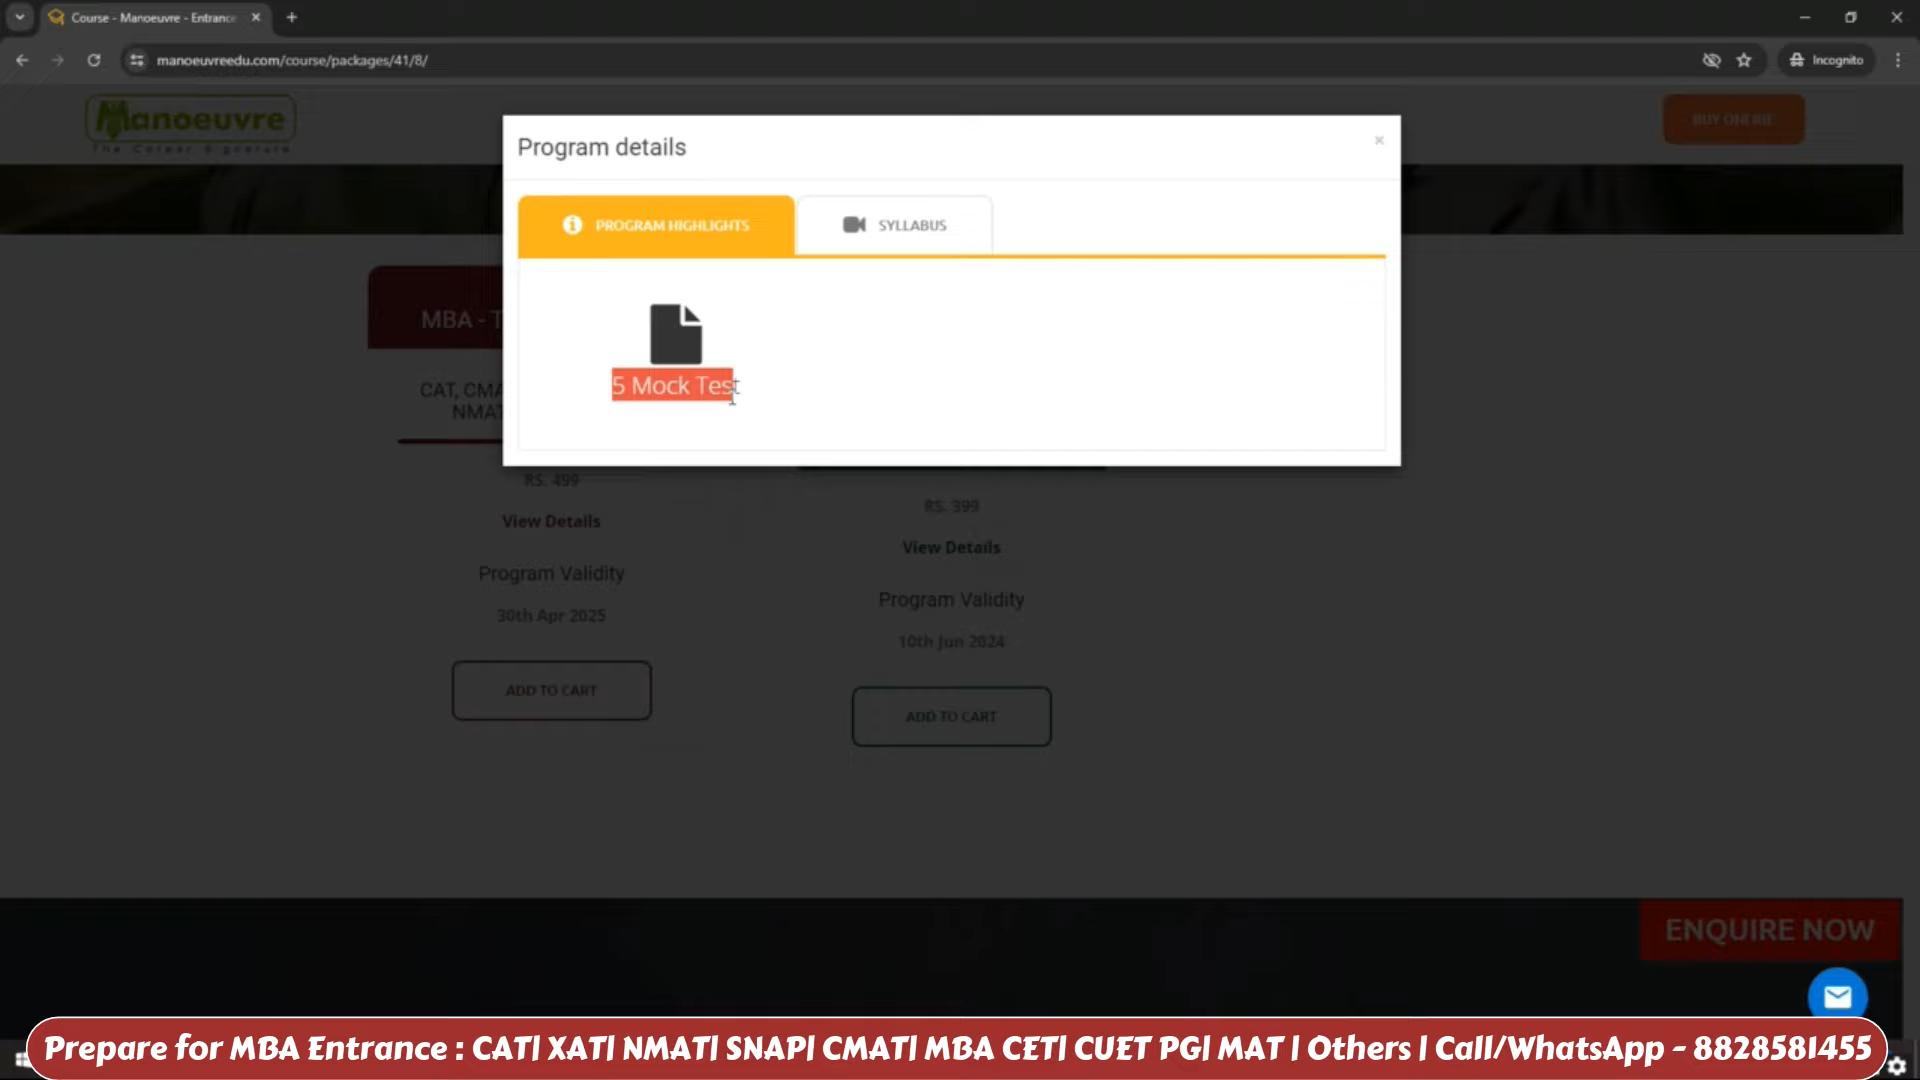 Course - Manoeuvre - Entrance
manoeuvreedu.com/course/packages/41/8/
Incognito
Manoeuvre
BUY ONLINE
Program details
×
PROGRAM HIGHLIGHTS
SYLLABUS
5 Mock Test
MBA - T
CAT, CMA
NMAT
RS. 499
View Details
Program Validity
30th Apr 2025
ADD TO CART
RS. 399
View Details
Program Validity
10th Jun 2024
ADD TO CART
ENQUIRE NOW
Prepare for MBA Entrance : CAT| XAT| NMAT| SNAP| CMAT| MBA CET| CUET PG| MAT | Others | Call/WhatsApp - 8828581455